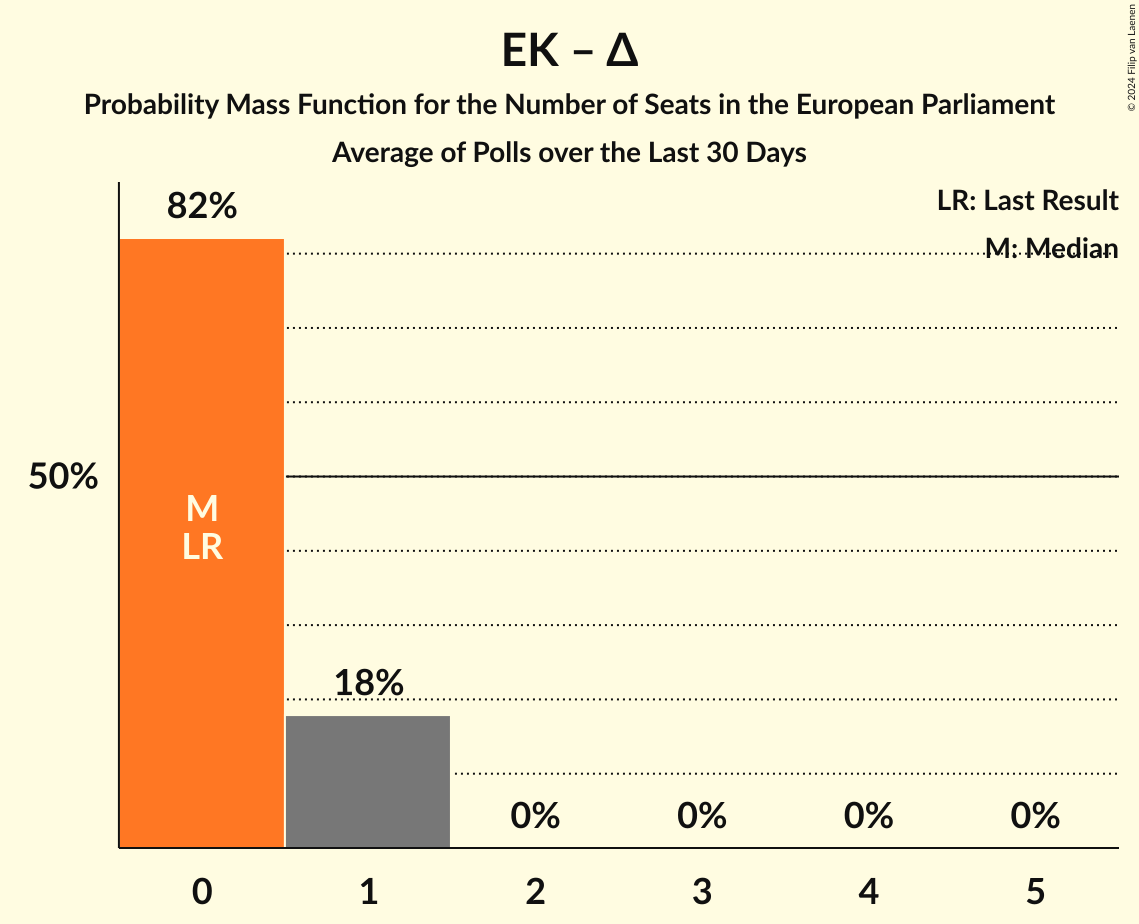 EK – Δ
Probability Mass Function for the Number of Seats in the European Parliament
Average of Polls over the Last 30 Days
© 2024 Filip van Laenen
LR: Last Result
M: Median
82%
50%
M
LR
18%
0%
0%
0%
0%
0
1
2
3
4
5